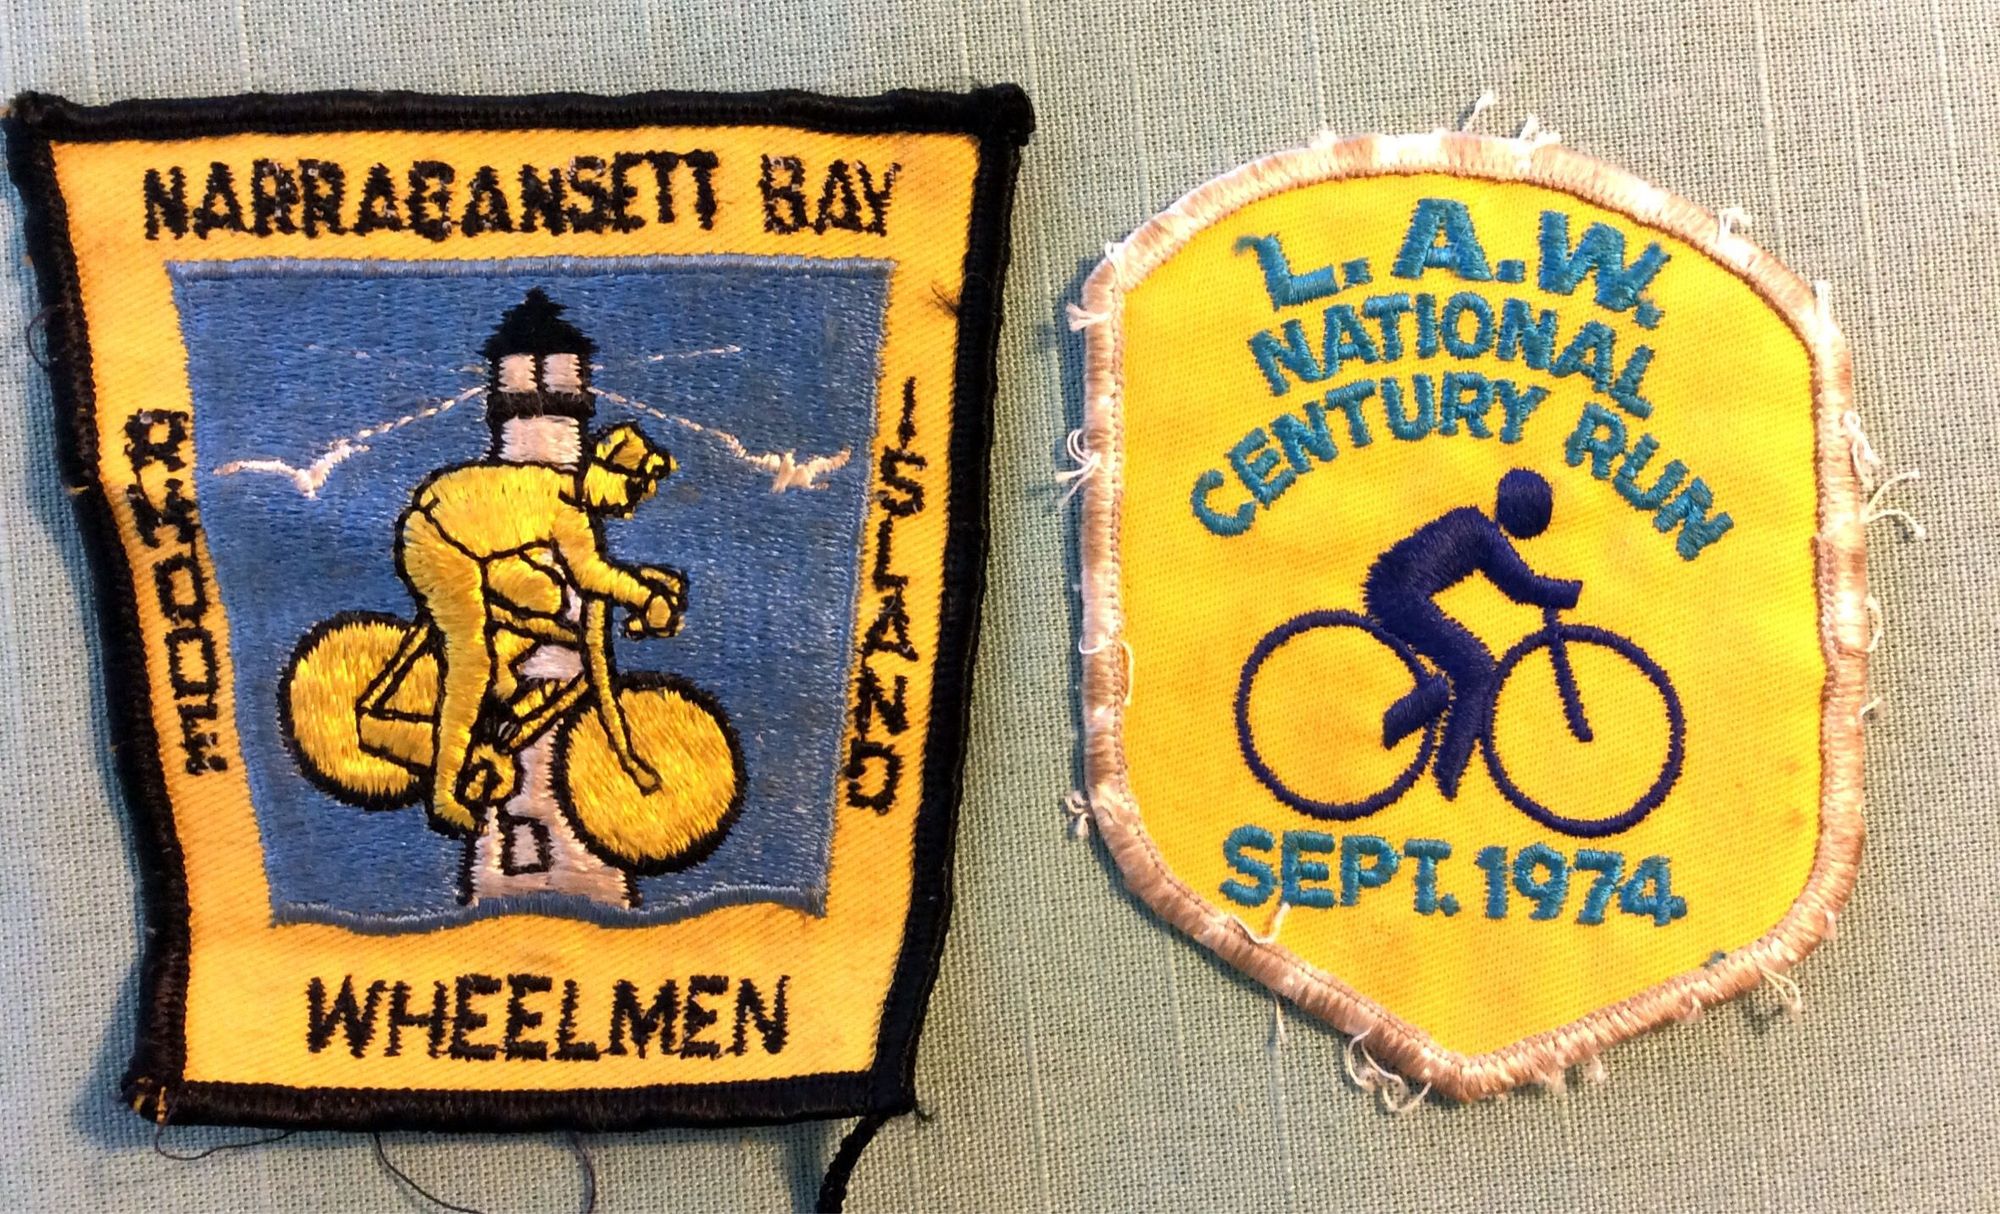 NARRAGANSETT BAY
RHODE
ISLAND
WHEELMEN
L.A.W.
NATIONAL
CENTURY RUN
SEPT. 1974